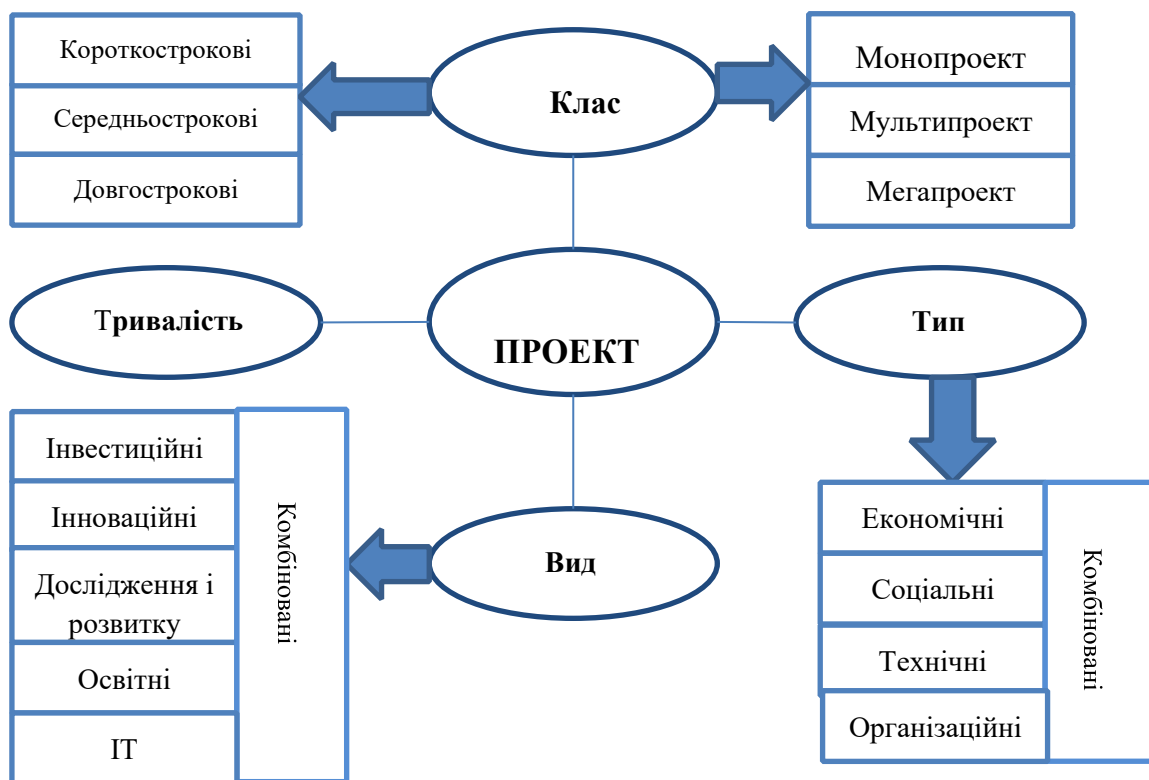 Короткострокові
Середньострокові
Довгострокові
Клас
Монопроект
Мультипроект
Мегапроект
Тривалість
ПРОЕКТ
Тип
Інвестиційні
Інноваційні
Дослідження і
розвитку
Освітні
ІТ
Комбіновані
Вид
Економічні
Соціальні
Технічні
Організаційні
Комбіновані